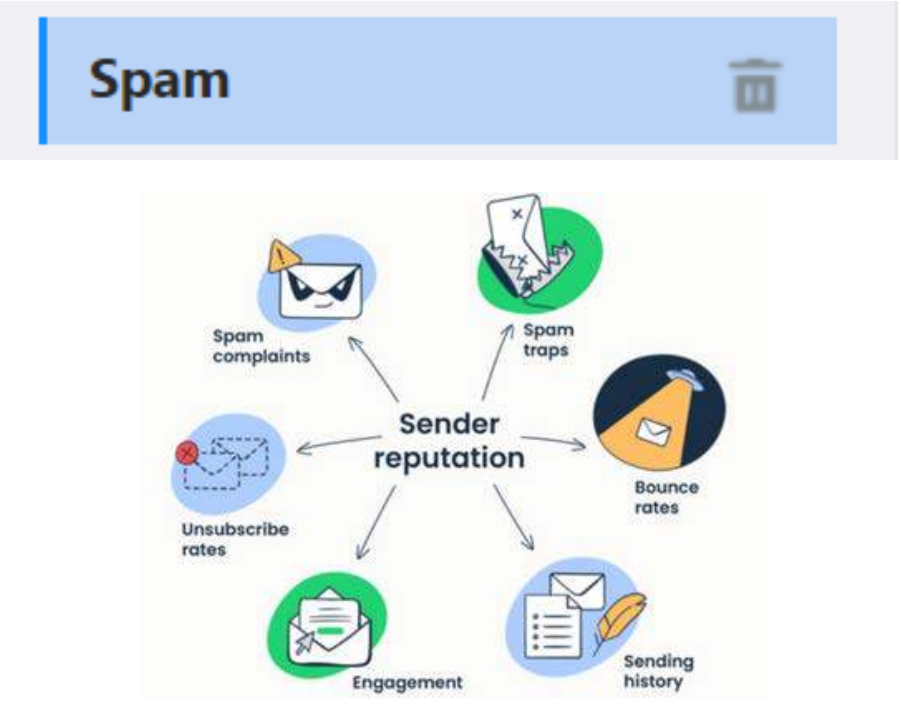 Spam
Spam
complaints
Spam
traps
Sender
reputation
Bounce
rates
Unsubscribe
rates
Engagement
Sending
history